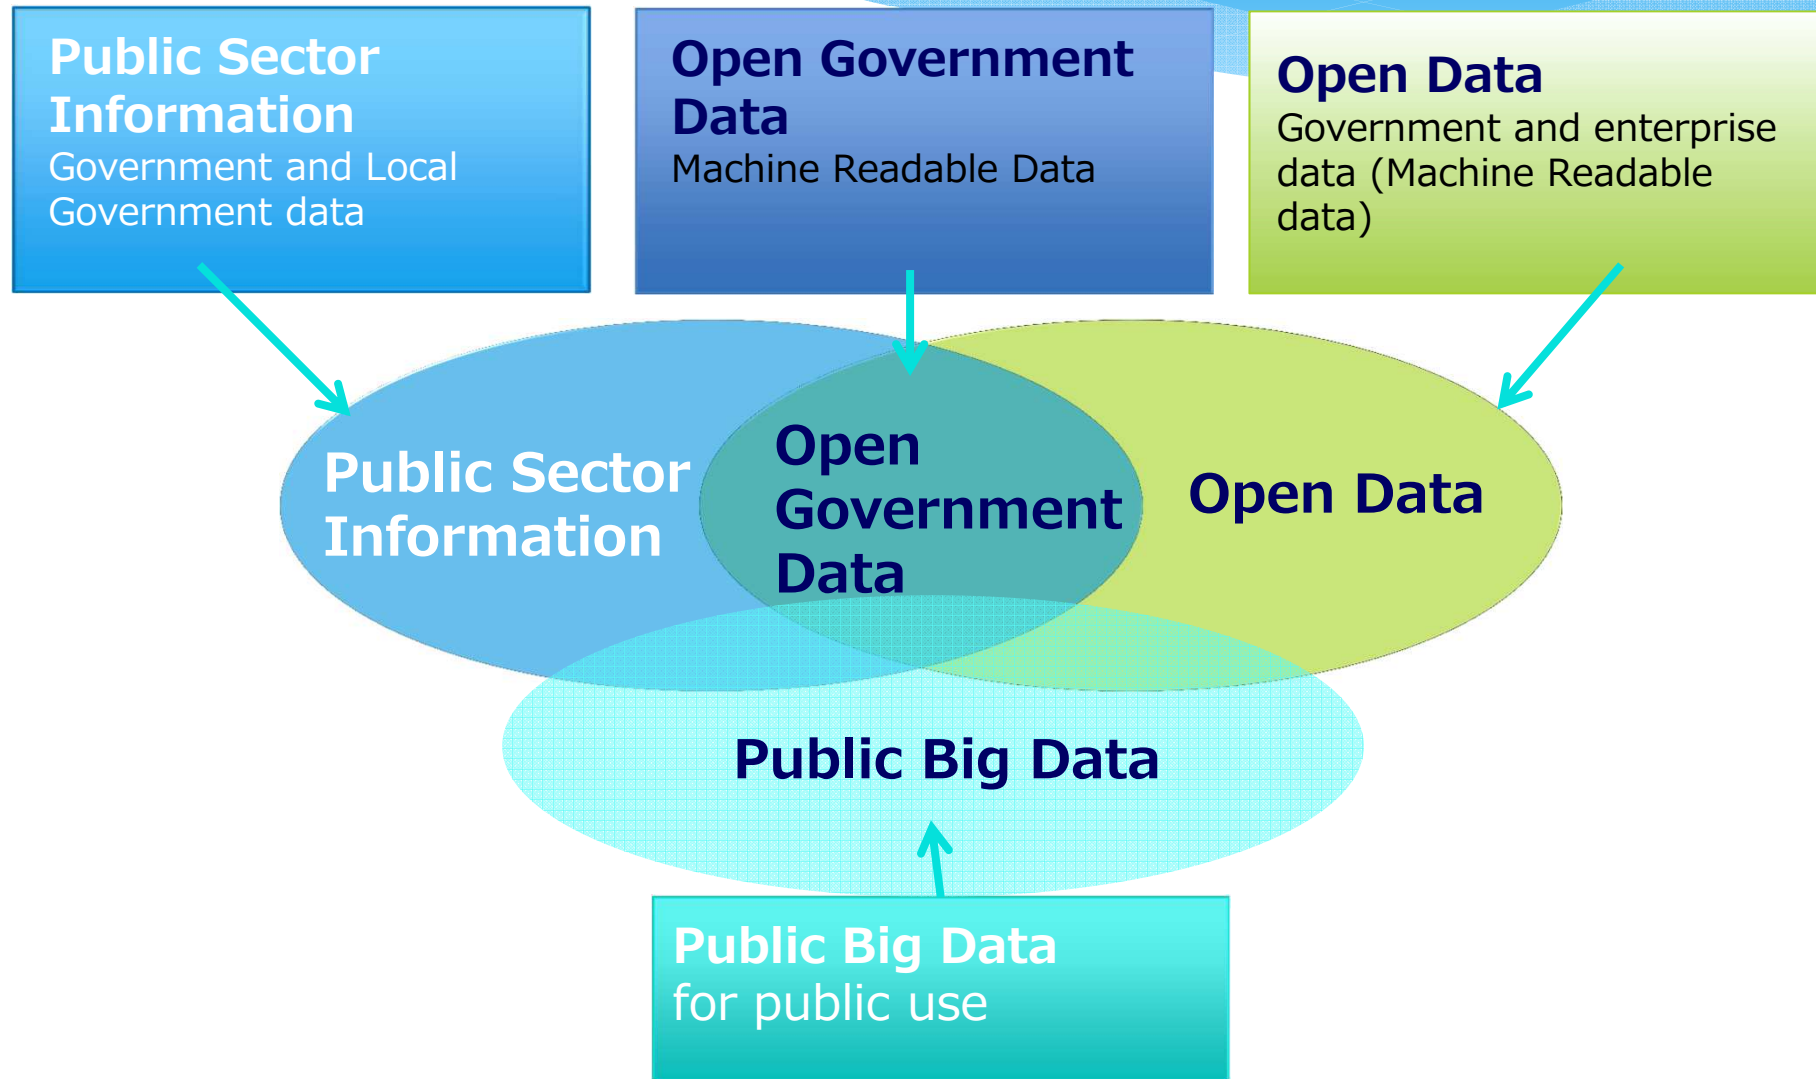 Public Sector
Information
Government and Local
Government data
Open Government
Data
Machine Readable Data
Open Data
Government and enterprise
data (Machine Readable
data)
Public Sector
Information
Open
Government
Data
Open Data
Public Big Data
Public Big Data
for public use